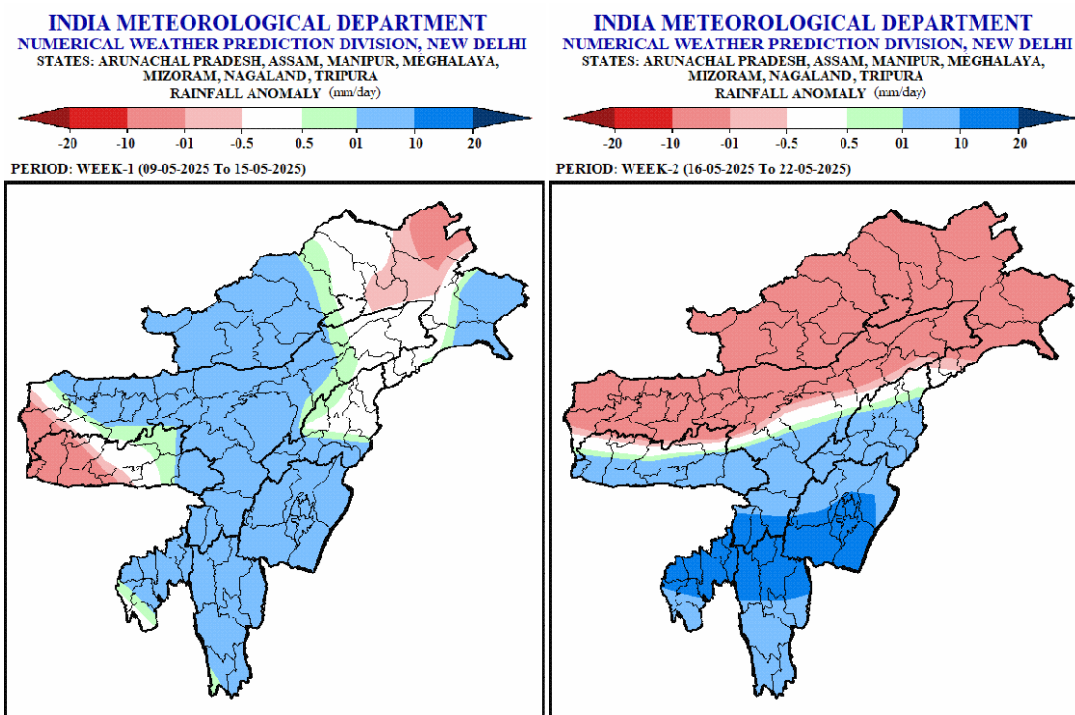 INDIA METEOROLOGICAL DEPARTMENT
NUMERICAL WEATHER PREDICTION DIVISION, NEW DELHI
STATES: ARUNACHAL PRADESH, ASSAM, MANIPUR, MEGHALAYA,
MIZORAM, NAGALAND, TRIPURA
RAINFALL ANOMALY (mm/day)
-20 -10 -01 -0.5 0.5 01 10 20
PERIOD: WEEK-1 (09-05-2025 To 15-05-2025)
INDIA METEOROLOGICAL DEPARTMENT
NUMERICAL WEATHER PREDICTION DIVISION, NEW DELHI
STATES: ARUNACHAL PRADESH, ASSAM, MANIPUR, MEGHALAYA,
MIZORAM, NAGALAND, TRIPURA
RAINFALL ANOMALY (mm/day)
-20 -10 -01 -0.5 0.5 01 10 20
PERIOD: WEEK-2 (16-05-2025 To 22-05-2025)